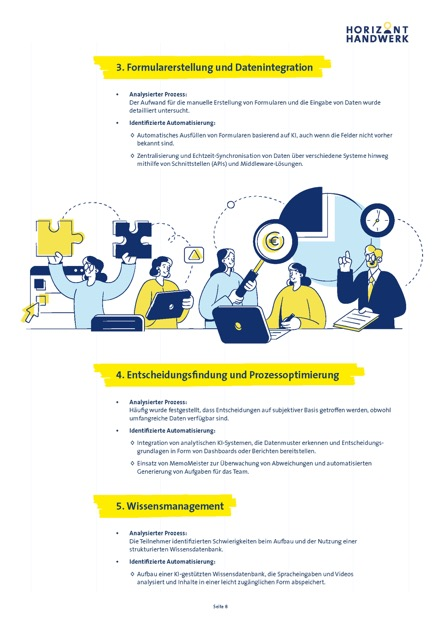 HORIZONT
HANDWERK
3. Formularerstellung und Datenintegration
• Analysierter Prozess:
Der Aufwand für die manuelle Erstellung von Formularen und die Eingabe von Daten wurde
detailliert untersucht.
• Identifizierte Automatisierung:
◊ Automatisches Ausfüllen von Formularen basierend auf KI, auch wenn die Felder nicht vorher
bekannt sind.
◊ Zentralisierung und Echtzeit-Synchronisation von Daten über verschiedene Systeme hinweg
mithilfe von Schnittstellen (APIs) und Middleware-Lösungen.
€
4. Entscheidungsfindung und Prozessoptimierung
• Analysierter Prozess:
Häufig wurde festgestellt, dass Entscheidungen auf subjektiver Basis getroffen werden, obwohl
umfangreiche Daten verfügbar sind.
• Identifizierte Automatisierung:
◊ Integration von analytischen KI-Systemen, die Datenmuster erkennen und Entscheidungs-
grundlagen in Form von Dashboards oder Berichten bereitstellen.
◊ Einsatz von MemoMeister zur Überwachung von Abweichungen und automatisierten
Generierung von Aufgaben für das Team.
5. Wissensmanagement
• Analysierter Prozess:
Die Teilnehmer identifizierten Schwierigkeiten beim Aufbau und der Nutzung einer
strukturierten Wissensdatenbank.
• Identifizierte Automatisierung:
◊ Aufbau einer KI-gestützten Wissensdatenbank, die Spracheingaben und Videos
analysiert und Inhalte in einer leicht zugänglichen Form abspeichert.
Seite 8